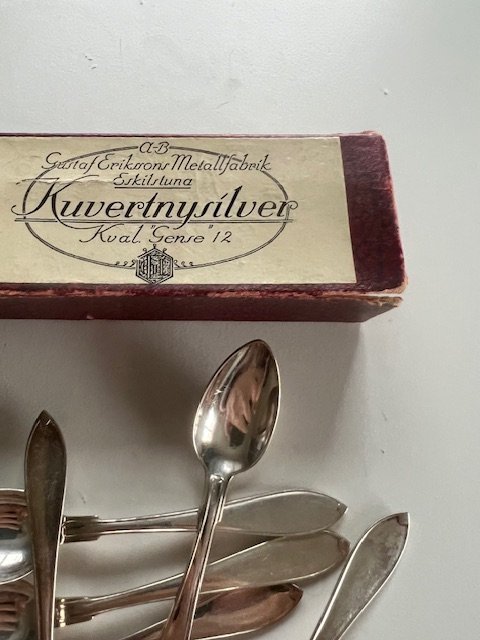 A-B
Gustaf Eriksons Metallfabrik
Eskilstuna
Kuvertnysilver
Kval. "Gense" 12